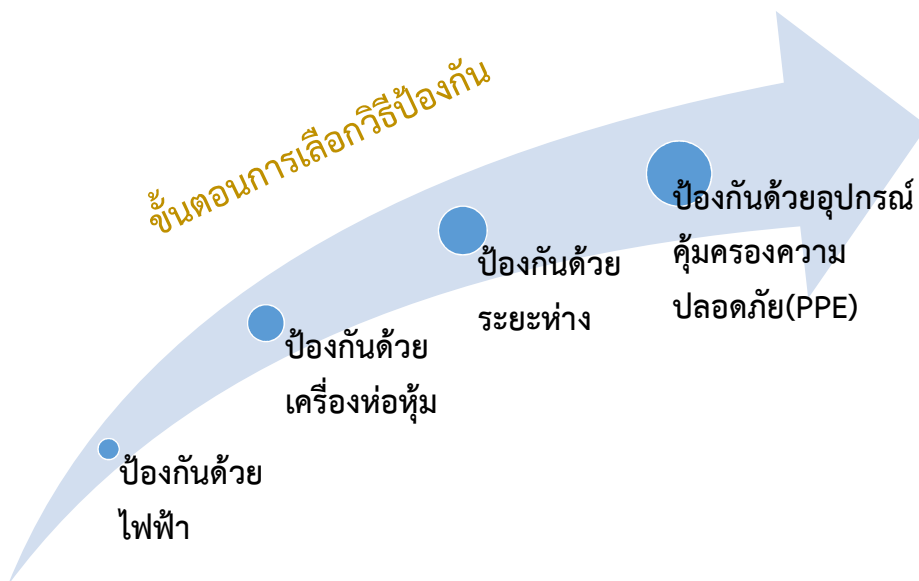 ขั้นตอนการเลือกวิธีป้องกัน
ป้องกันด้วย
ไฟฟ้า
ป้องกันด้วย
เครื่องห่อหุ้ม
ป้องกันด้วย
ระยะห่าง
ป้องกันด้วยอุปกรณ์
คุ้มครองความ
ปลอดภัย(PPE)